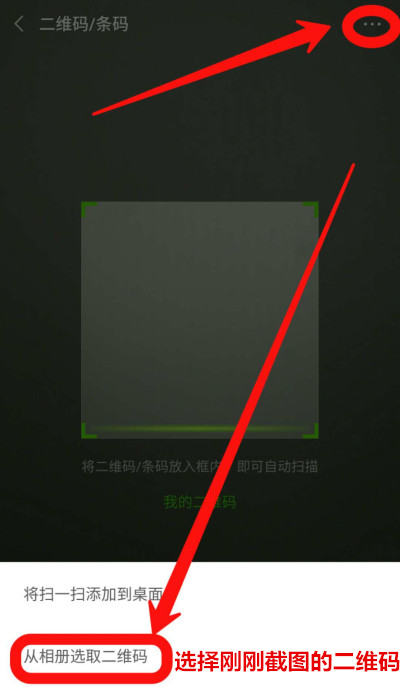 二维码/条码
将二维码/条码放入框内，即可自动扫描
我的二维码
将扫一扫添加到桌面
从相册选取二维码
选择刚刚截图的二维码